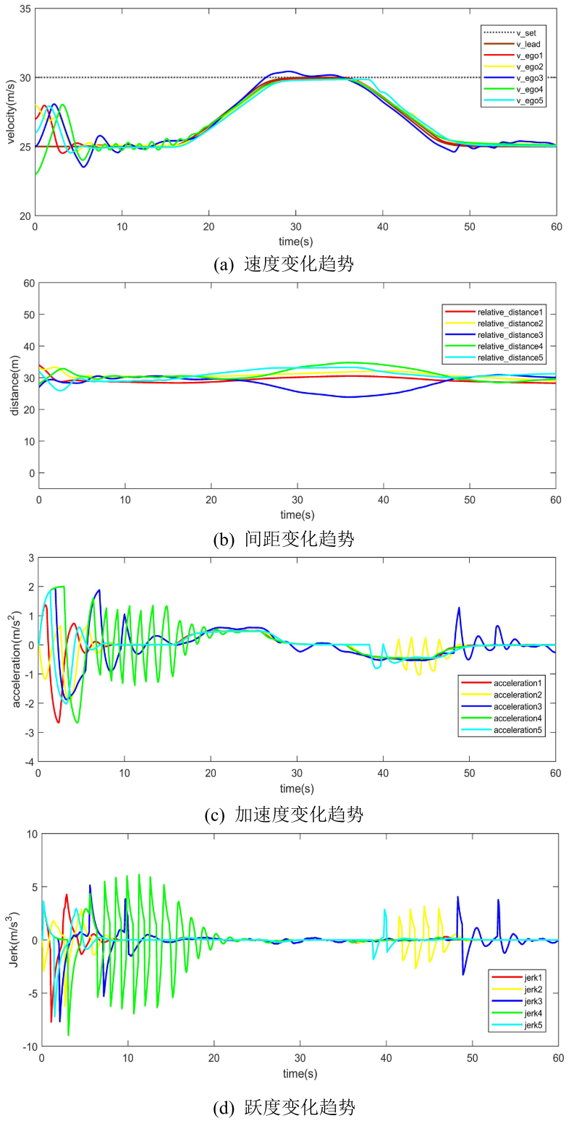 35
30
25
20
velocity(m/s)
0 10 20 30 40 50 60
time(s)
v_set
v_lead
v_ego1
v_ego2
v_ego3
v_ego4
v_ego5
(a) 速度变化趋势
60
50
40
30
20
10
0
distance(m)
0 10 20 30 40 50 60
time(s)
relative_distance1
relative_distance2
relative_distance3
relative_distance4
relative_distance5
(b) 间距变化趋势
3
2
1
0
-1
-2
-3
-4
acceleration(m/s²)
0 10 20 30 40 50 60
time(s)
acceleration1
acceleration2
acceleration3
acceleration4
acceleration5
(c) 加速度变化趋势
10
5
0
-5
-10
Jerk(m/s³)
0 10 20 30 40 50 60
time(s)
jerk1
jerk2
jerk3
jerk4
jerk5
(d) 跃度变化趋势